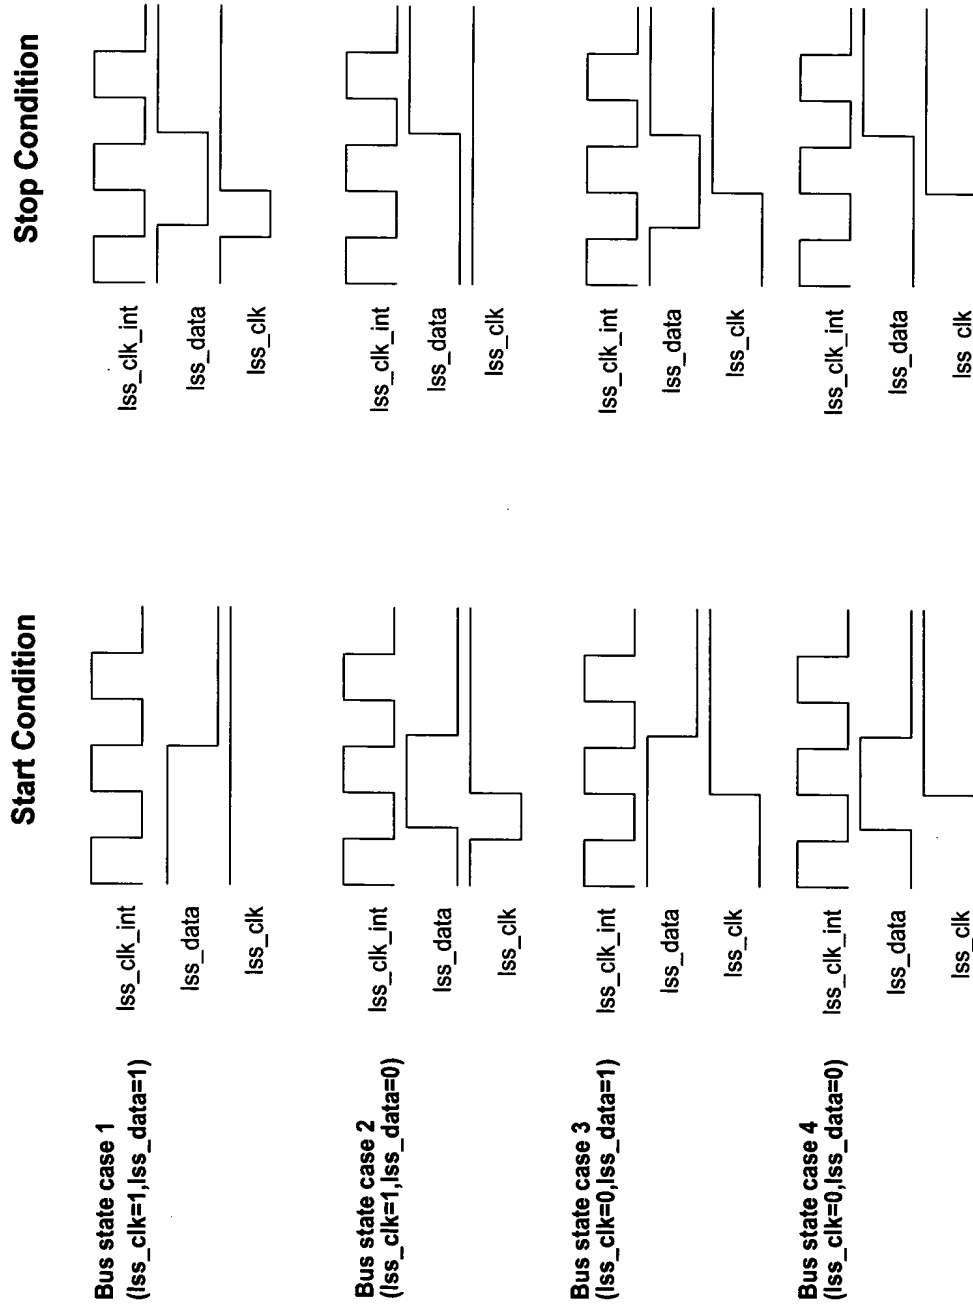 Start Condition
Stop Condition
Bus state case 1
(lss_clk=1,lss_data=1)
lss_clk_int
lss_data
lss_clk
lss_clk_int
lss_data
lss_clk
Bus state case 2
(lss_clk=1,lss_data=0)
lss_clk_int
lss_data
lss_clk
lss_clk_int
lss_data
lss_clk
Bus state case 3
(lss_clk=0,lss_data=1)
lss_clk_int
lss_data
lss_clk
lss_clk_int
lss_data
lss_clk
Bus state case 4
(lss_clk=0,lss_data=0)
lss_clk_int
lss_data
lss_clk
lss_clk_int
lss_data
lss clk